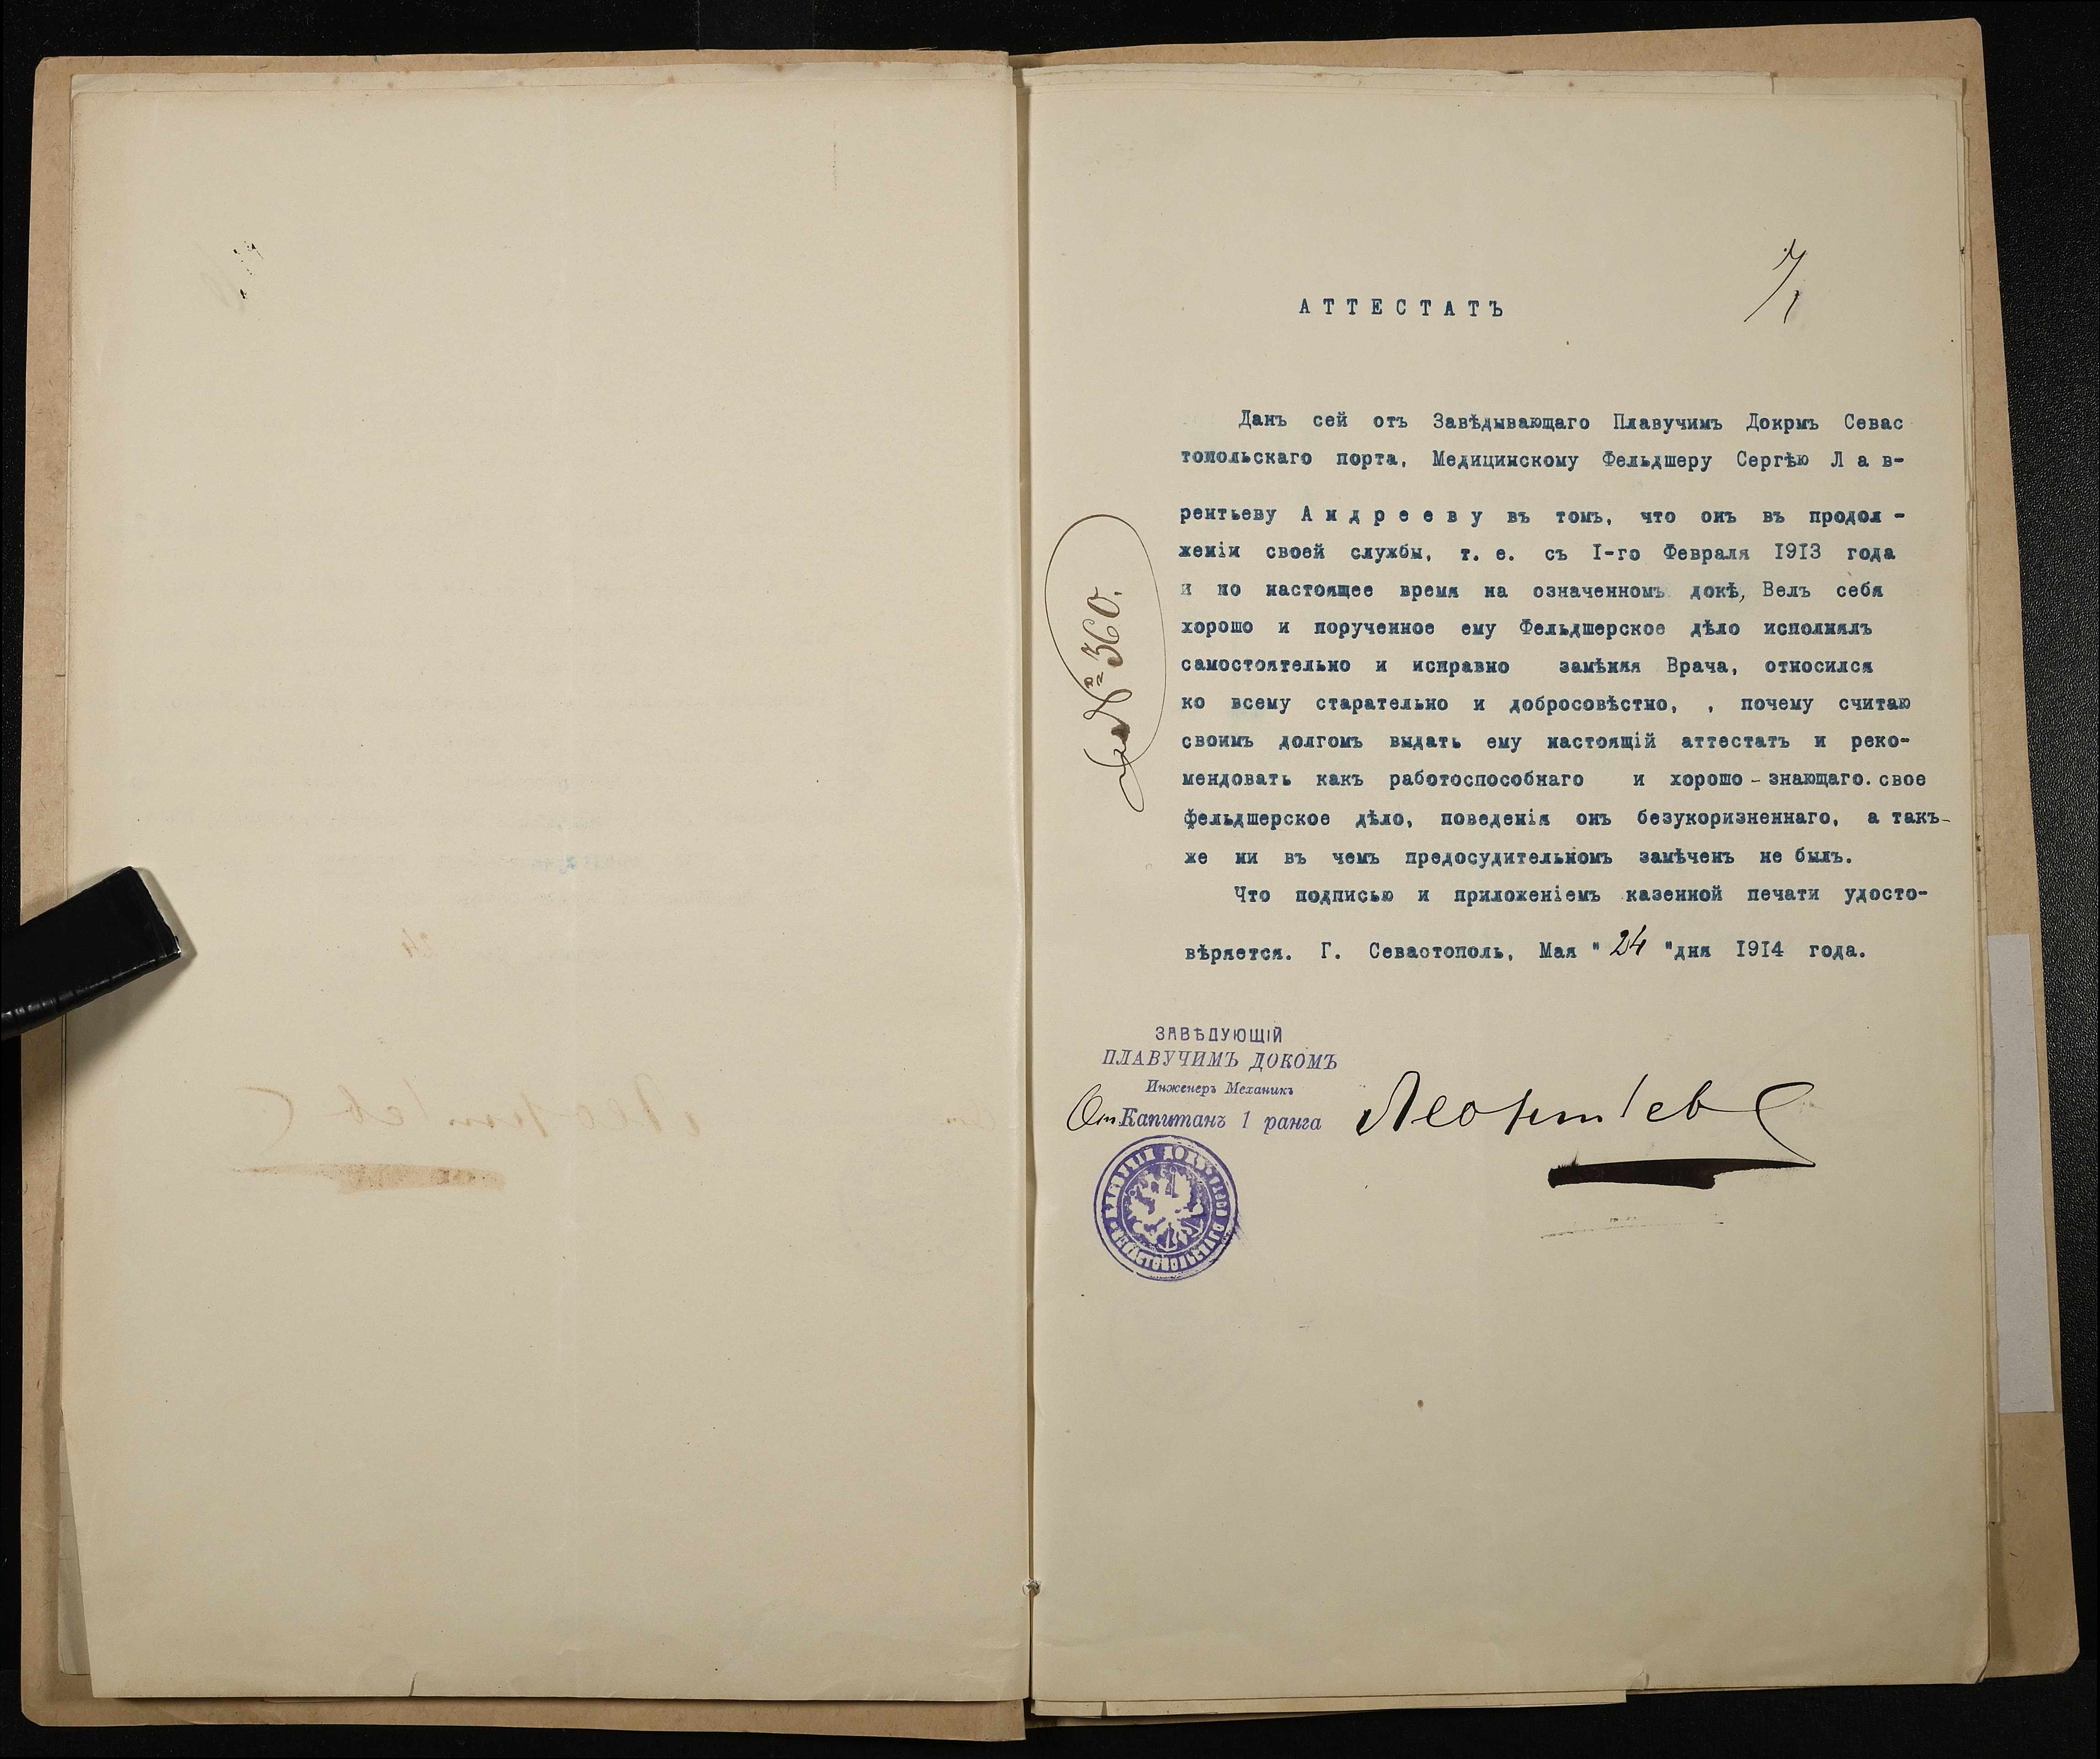 АТТЕСТАТЪ
Данъ сей отъ Завѣдывающаго Плавучимъ Докрмъ Севас
топольскаго порта, Медицинскому Фельдшеру Сергѣю Л а в-
рентьеву А н д р е е в у въ томъ, что онъ въ продол -
женіи своей службы, т. е. съ I-го Февраля 1913 года
и по настоящее время на означенномъ докѣ, Велъ себя
хорошо и порученное ему Фельдшерское дѣло исполнялъ
самостоятельно и исправно замѣняя Врача, относился
ко всему старательно и добросовѣстно, , почему считаю
своимъ долгомъ выдать ему настоящій аттестатъ и реко-
мендовать какъ работоспособнаго и хорошо - знающаго. свое
фельдшерское дѣло, поведенія онъ безукоризненнаго, а такъ-
же ни въ чемъ предосудительномъ замѣченъ не былъ.
Что подписью и приложеніемъ казенной печати удосто-
вѣряется. Г. Севастополь, Мая " 24 "дня 1914 года.
№ 360.
ЗАВѢДУЮЩІЙ
ПЛАВУЧИМЪ ДОКОМЪ
Инженеръ Механикъ
Капитанъ 1 ранга Леонтьев